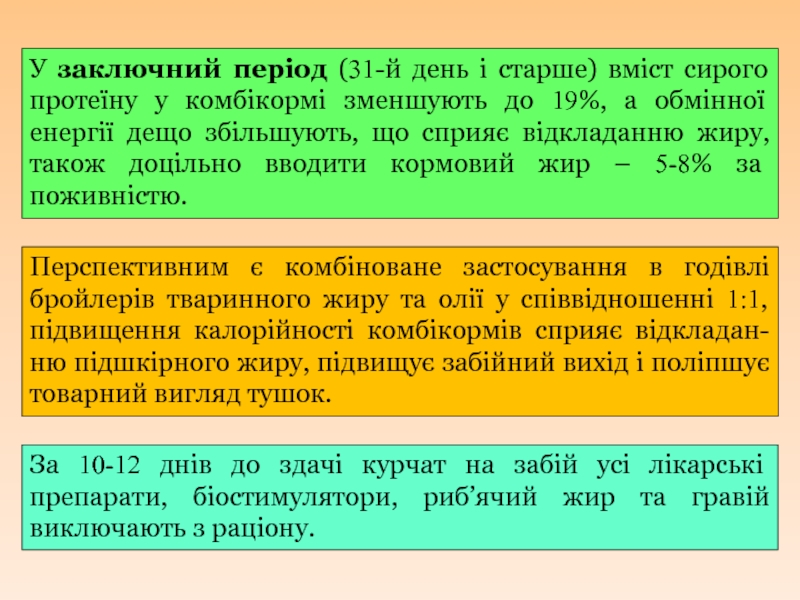 У заключний період (31-й день і старше) вміст сирого
протеїну у комбікормі зменшують до 19%, а обмінної
енергії дещо збільшують, що сприяє відкладанню жиру,
також доцільно вводити кормовий жир – 5-8% за
поживністю.
Перспективним є комбіноване застосування в годівлі
бройлерів тваринного жиру та олії у співвідношенні 1:1,
підвищення калорійності комбікормів сприяє відкладан-
ню підшкірного жиру, підвищує забійний вихід і поліпшує
товарний вигляд тушок.
За 10-12 днів до здачі курчат на забій усі лікарські
препарати, біостимулятори, риб’ячий жир та гравій
виключають з раціону.